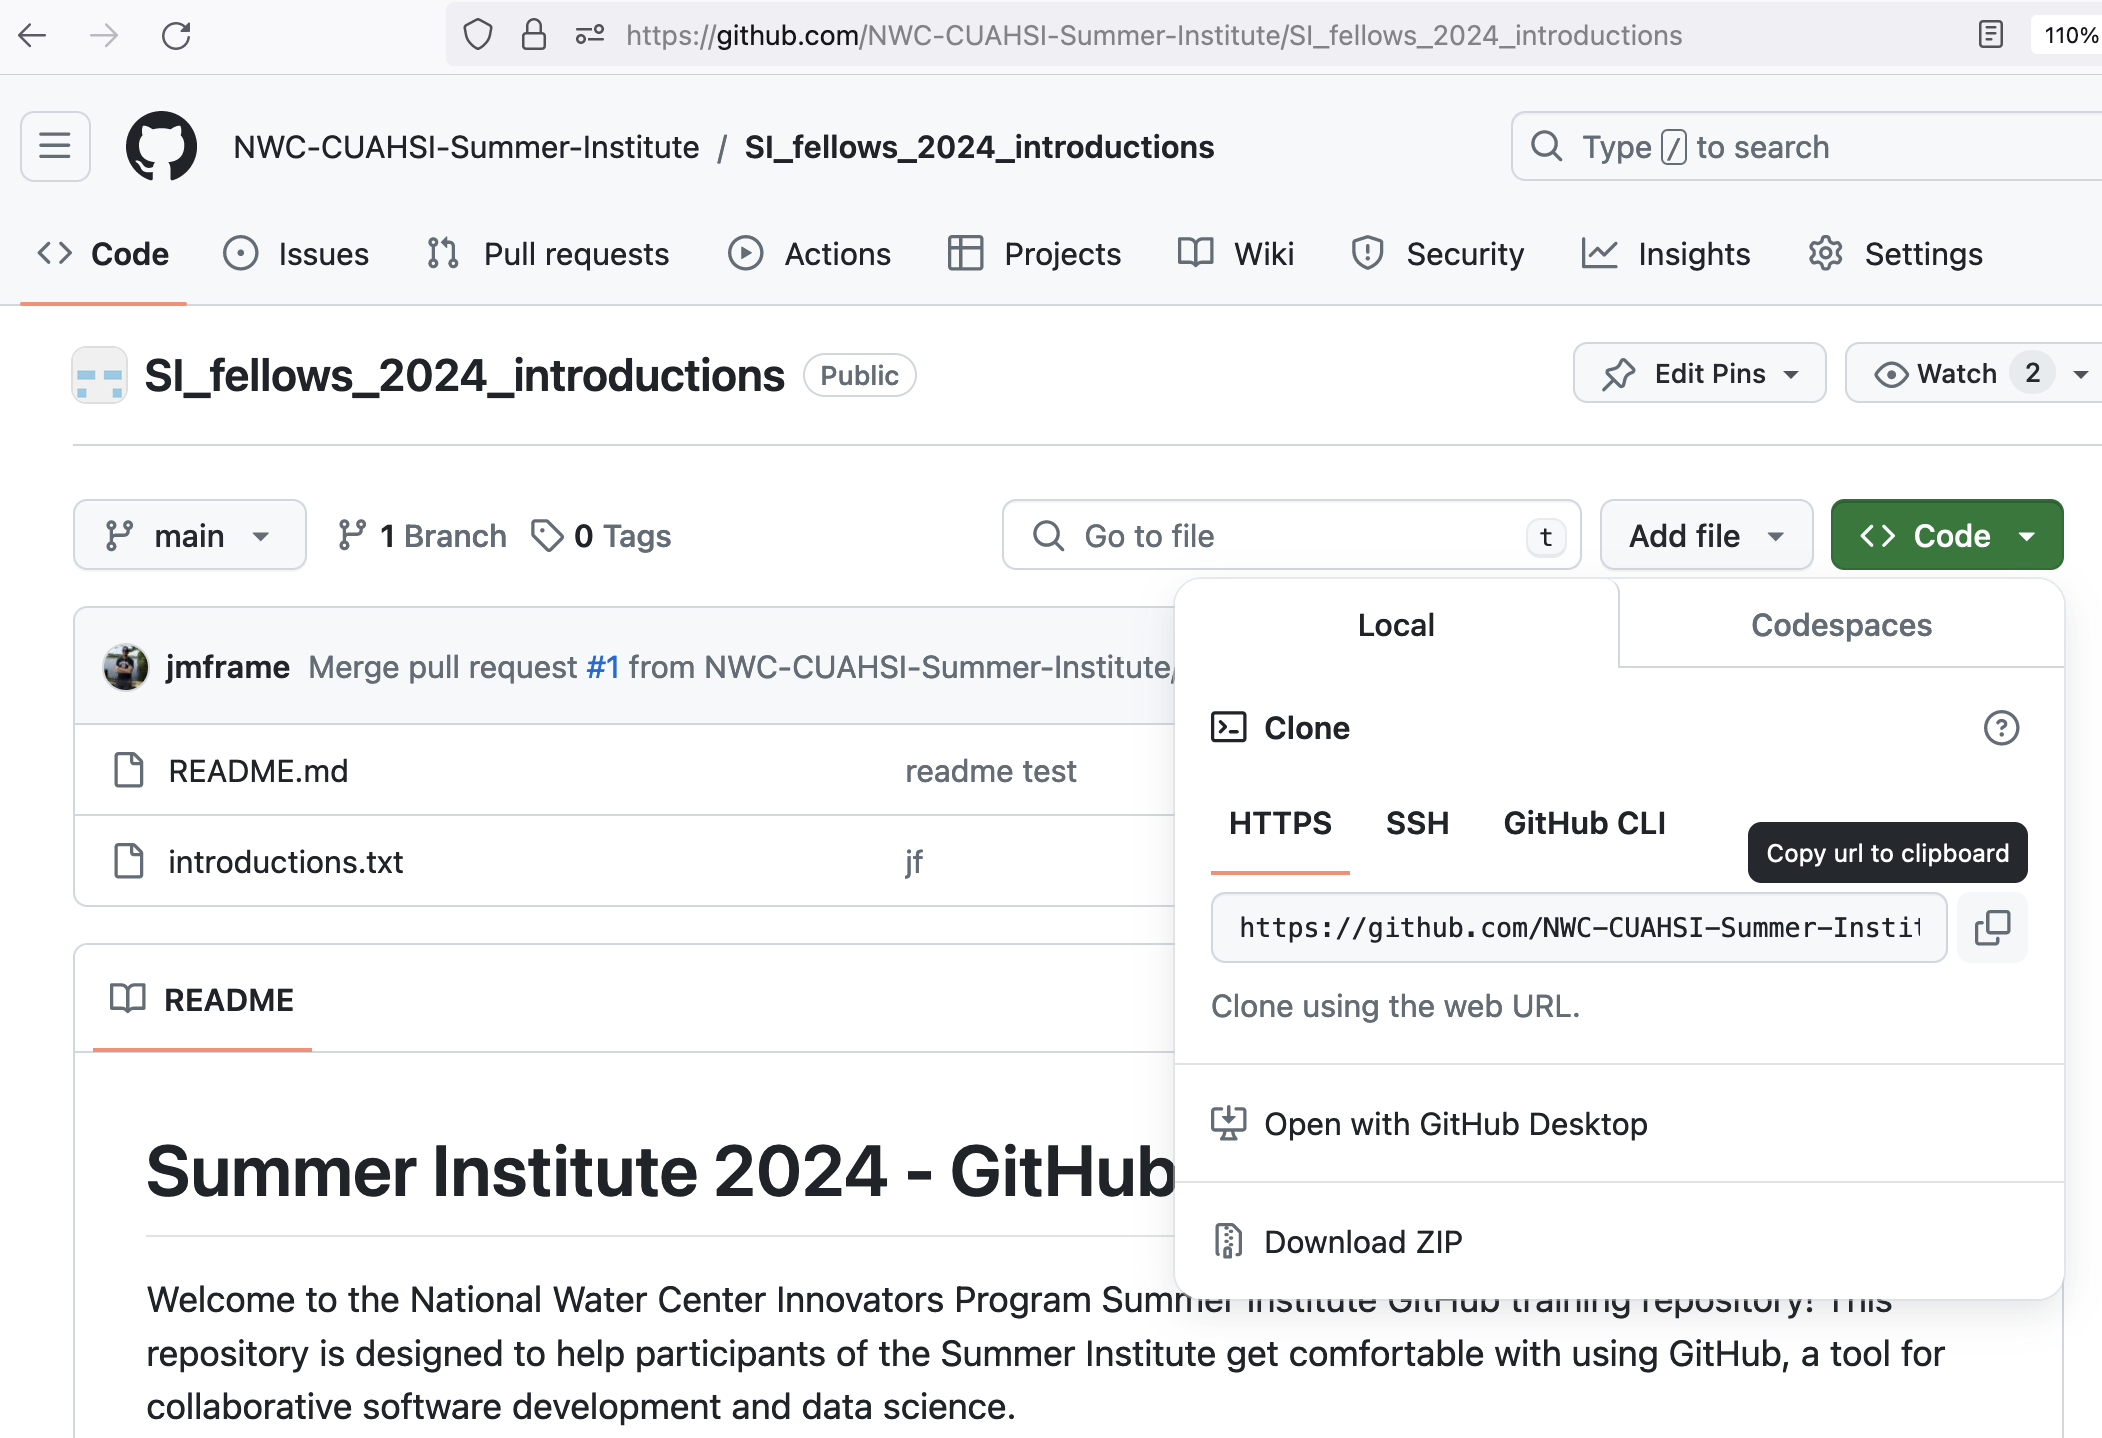 https://github.com/NWC-CUAHSI-Summer-Institute/SI_fellows_2024_introductions
110%
NWC-CUAHSI-Summer-Institute / SI_fellows_2024_introductions
Type / to search
Code Issues Pull requests Actions Projects Wiki Security Insights Settings
SI_fellows_2024_introductions Public
Edit Pins Watch 2
main 1 Branch 0 Tags Go to file t Add file Code
Local Codespaces
jmframe Merge pull request #1 from NWC-CUAHSI-Summer-Institute/
Clone
README.md readme test
HTTPS SSH GitHub CLI
Copy url to clipboard
introductions.txt jf
https://github.com/NWC-CUAHSI-Summer-Instit
README
Clone using the web URL.
Open with GitHub Desktop
Summer Institute 2024 - GitHub
Download ZIP
Welcome to the National Water Center Innovators Program Summer Institute GitHub training repository! This
repository is designed to help participants of the Summer Institute get comfortable with using GitHub, a tool for
collaborative software development and data science.